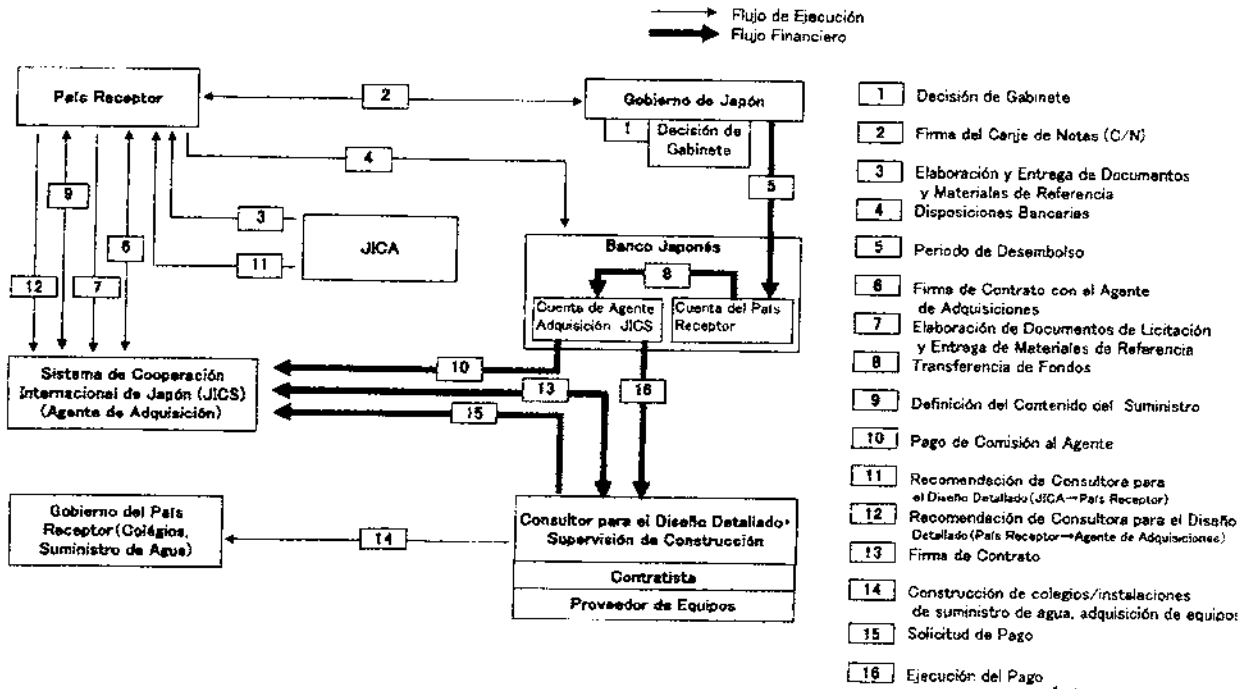 Flujo de Ejecución
Flujo Financiero
País Receptor
2
Gobierno de Japón
1
Decisión de
Gabinete
4
5
9
3
6
JICA
11
12
7
Banco Japonés
8
Cuenta de Agente
Adquisición JICS
Cuenta del País
Receptor
Sistema de Cooperación
Internacional de Japón (JICS)
(Agente de Adquisición)
10
13
16
15
Gobierno del País
Receptor(Colégios,
Suministro de Agua)
14
Consultor para el Diseño Detallado·
Supervisión de Construcción
Contratista
Proveedor de Equipos
1 Decisión de Gabinete
2 Firma del Canje de Notas (C/N)
3 Elaboración y Entrega de Documentos
y Materiales de Referencia
4 Disposiciones Bancarias
5 Periodo de Desembolso
6 Firma de Contrato con el Agente
de Adquisiciones
7 Elaboración de Documentos de Licitación
y Entrega de Materiales de Referencia
8 Transferencia de Fondos
9 Definición del Contenido del Suministro
10 Pago de Comisión al Agente
11 Recomendación de Consultora para
el Diseño Detallado(JICA→País Receptor)
12 Recomendación de Consultora para el Diseño
Detallado(País Receptor→Agente de Adquisiciones)
13 Firma de Contrato
14 Construcción de colegios/instalaciones
de suministro de agua, adquisición de equipos
15 Solicitud de Pago
16 Ejecución del Pago